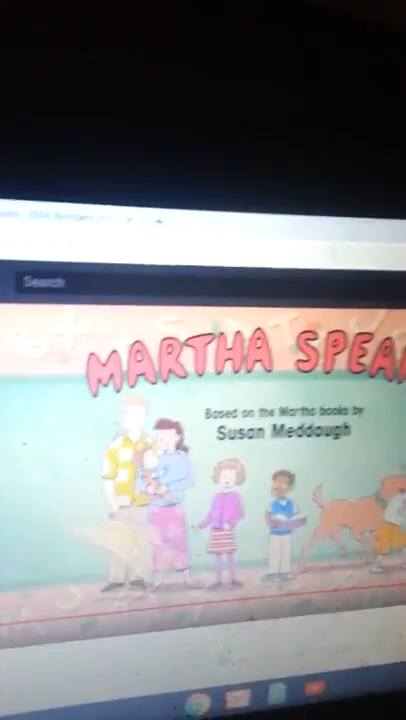 Search
MARTHA SPEA
Based on the Martha books by
Susan Meddaugh